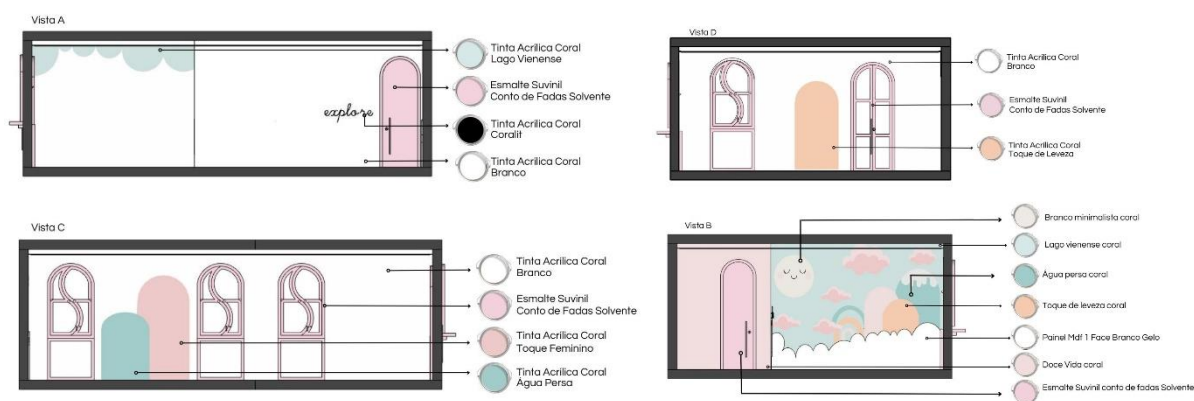 Vista A
Tinta Acrílica Coral
Lago Vienense
Esmalte Suvinil
Conto de Fadas Solvente
explore
Tinta Acrílica Coral
Coralit
Tinta Acrílica Coral
Branco
Vista D
Tinta Acrílica Coral
Branco
Esmalte Suvinil
Conto de Fadas Solvente
Tinta Acrílica Coral
Toque de Leveza
Vista C
Tinta Acrílica Coral
Branco
Esmalte Suvinil
Conto de Fadas Solvente
Tinta Acrílica Coral
Toque Feminino
Tinta Acrílica Coral
Água Persa
Vista B
Branco minimalista coral
Lago vienense coral
Água persa coral
Toque de leveza coral
Painel Mdf 1 Face Branco Gelo
Doce Vida coral
Esmalte Suvinil conto de fadas Solvente